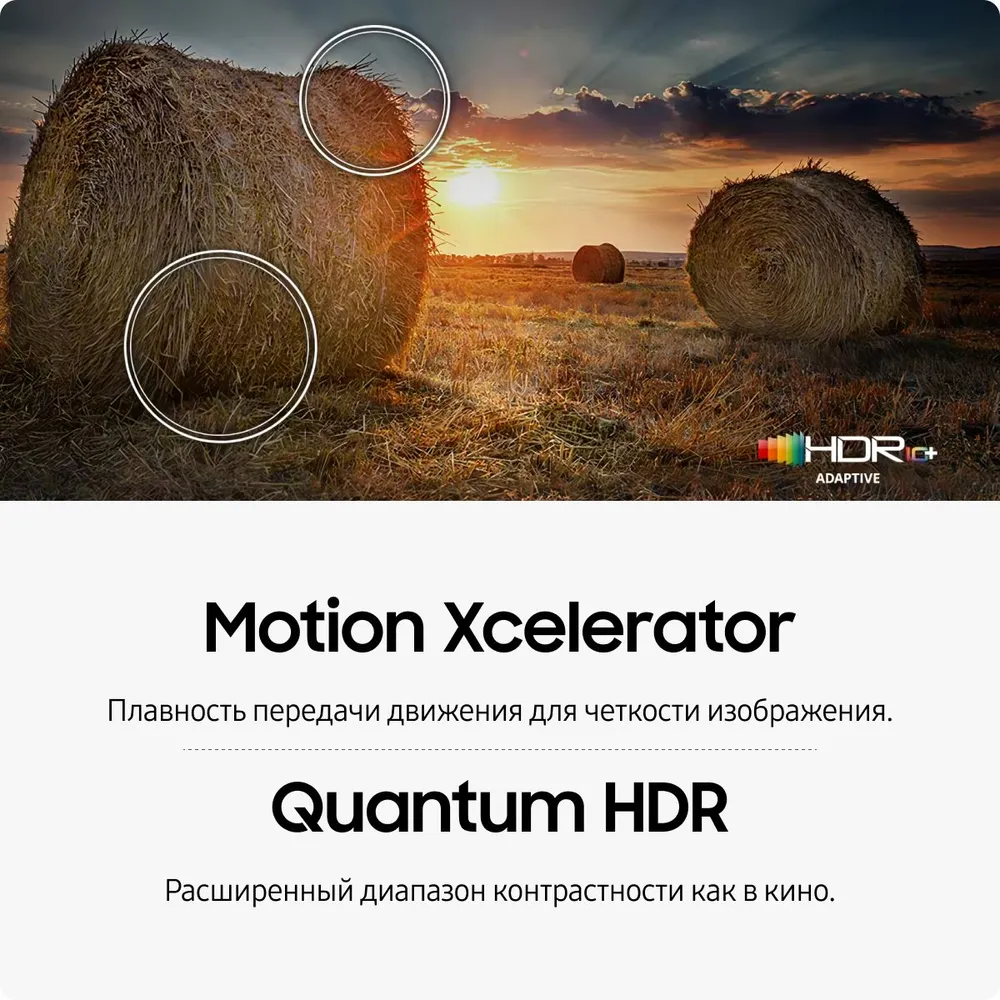 HDR10+
ADAPTIVE
Motion Xcelerator
Плавность передачи движения для четкости изображения.
Quantum HDR
Расширенный диапазон контрастности как в кино.